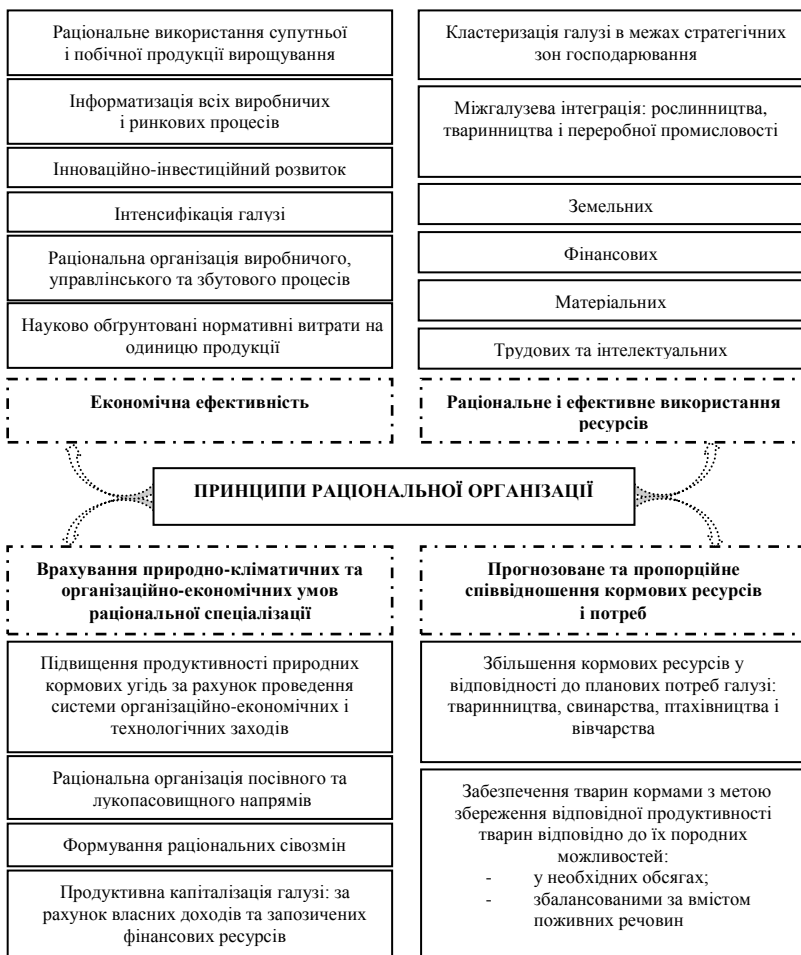 Раціональне використання супутньої
і побічної продукції вирощування
Інформатизація всіх виробничих
і ринкових процесів
Інноваційно-інвестиційний розвиток
Інтенсифікація галузі
Раціональна організація виробничого,
управлінського та збутового процесів
Науково обґрунтовані нормативні витрати на
одиницю продукції
Економічна ефективність
Кластеризація галузі в межах стратегічних
зон господарювання
Міжгалузева інтеграція: рослинництва,
тваринництва і переробної промисловості
Земельних
Фінансових
Матеріальних
Трудових та інтелектуальних
Раціональне і ефективне використання
ресурсів
ПРИНЦИПИ РАЦІОНАЛЬНОЇ ОРГАНІЗАЦІЇ
Врахування природно-кліматичних та
організаційно-економічних умов
раціональної спеціалізації
Підвищення продуктивності природних
кормових угідь за рахунок проведення
системи організаційно-економічних і
технологічних заходів
Раціональна організація посівного та
лукопасовищного напрямів
Формування раціональних сівозмін
Продуктивна капіталізація галузі: за
рахунок власних доходів та запозичених
фінансових ресурсів
Прогнозоване та пропорційне
співвідношення кормових ресурсів
і потреб
Збільшення кормових ресурсів у
відповідності до планових потреб галузі:
тваринництва, свинарства, птахівництва і
вівчарства
Забезпечення тварин кормами з метою
збереження відповідної продуктивності
тварин відповідно до їх породних
можливостей:
- у необхідних обсягах;
- збалансованими за вмістом
поживних речовин